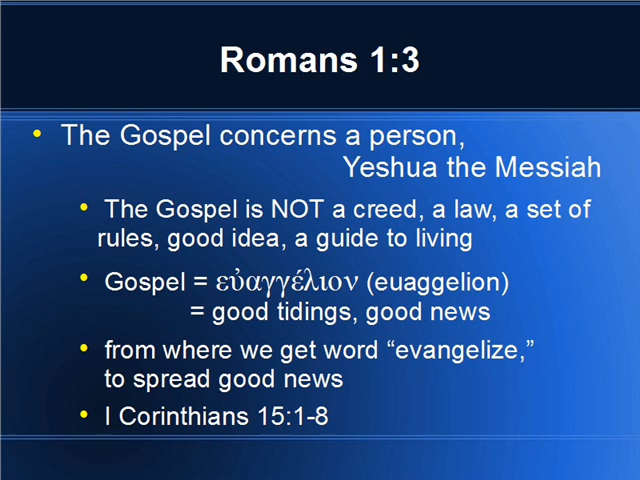 Romans 1:3
• The Gospel concerns a person,
Yeshua the Messiah
• The Gospel is NOT a creed, a law, a set of
rules, good idea, a guide to living
• Gospel = εὐαγγέλιον (euaggelion)
= good tidings, good news
• from where we get word “evangelize,”
to spread good news
• I Corinthians 15:1-8